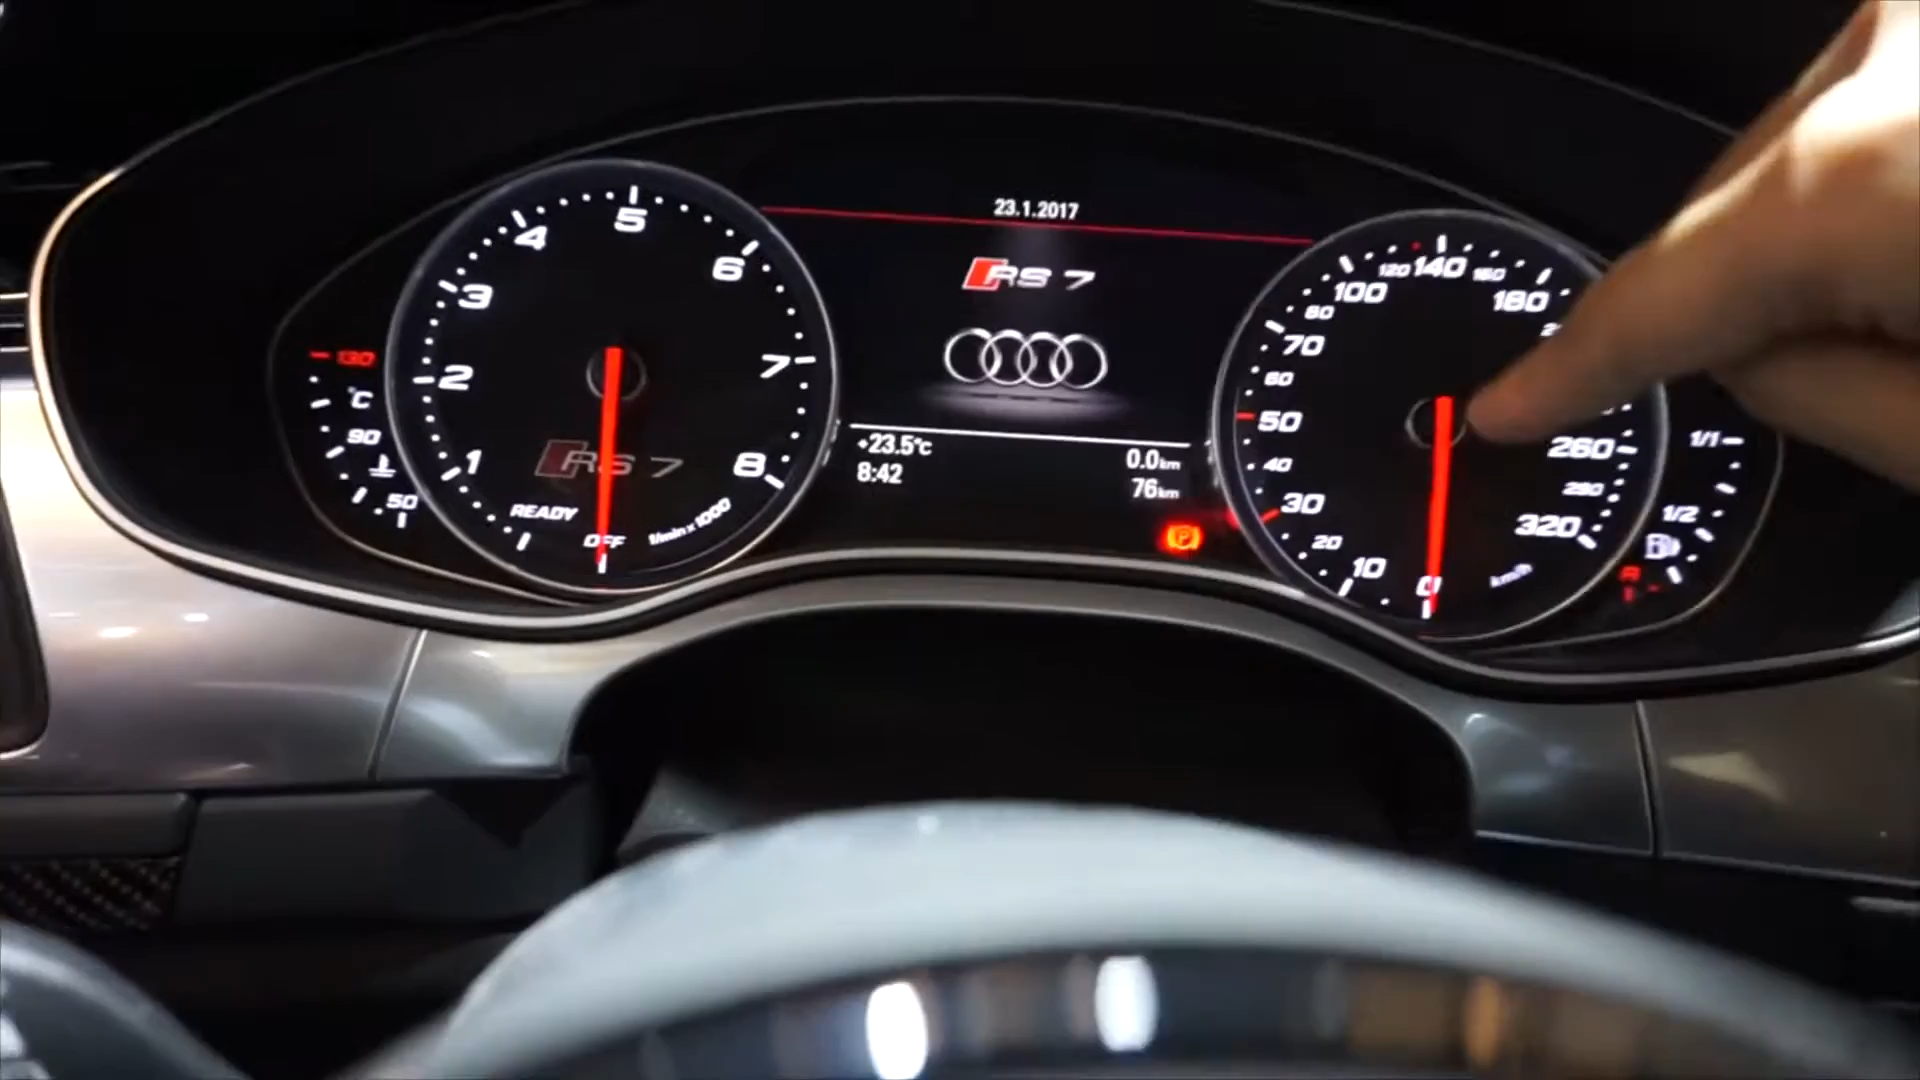 23.1.2017
RS 7
+23.5°C
8:42
0.0km
76km
130
°C
90
50
1
2
3
4
5
6
7
8
RS 7
READY
OFF
1/min x 1000
0
10
20
30
40
50
60
70
80
100
120
140
160
180
260
280
320
km/h
1/1
1/2
R
P